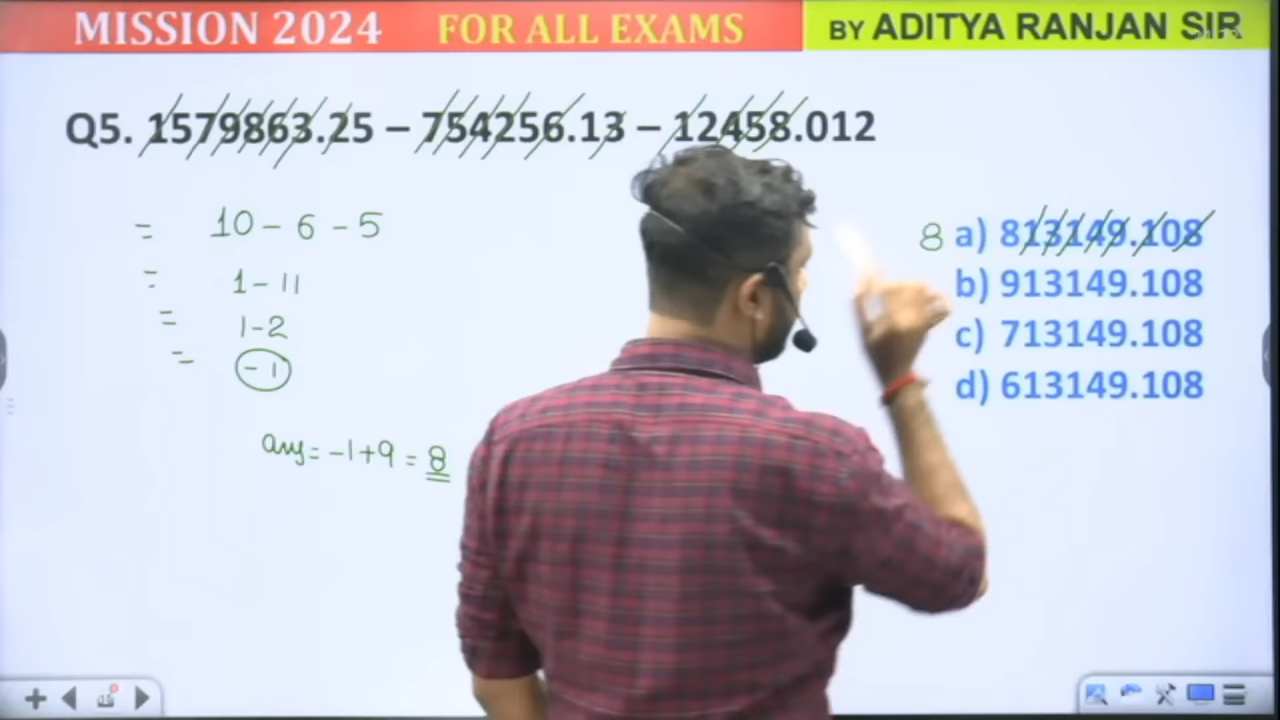 MISSION 2024 FOR ALL EXAMS BY ADITYA RANJAN SIR
Q5. 1579863.25 – 754256.13 – 12458.012
= 10 - 6 - 5
= 1 - 11
= 1-2
= -1
ans = -1+9 = 8
8 a) 813149.108
b) 913149.108
c) 713149.108
d) 613149.108